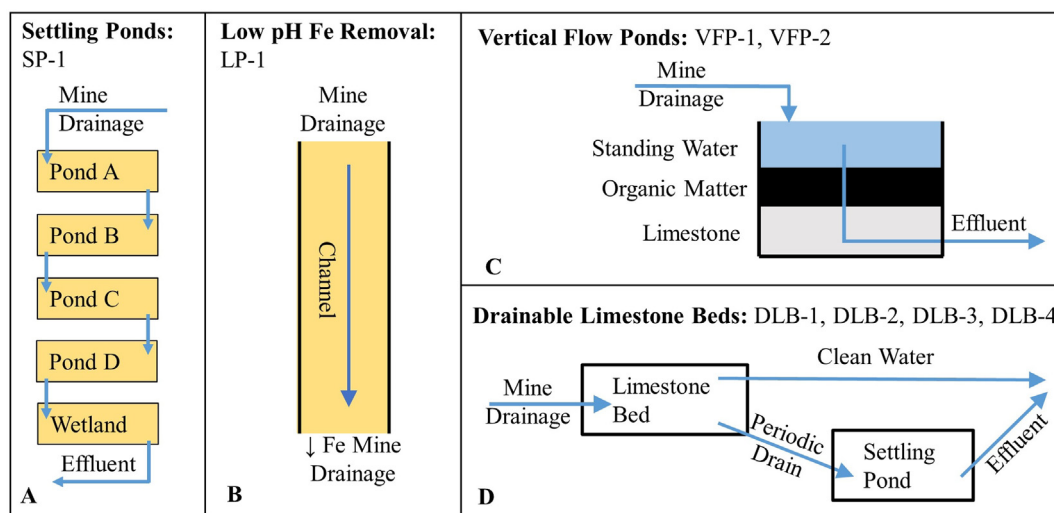 Settling Ponds:
SP-1
Mine
Drainage
Pond A
Pond B
Pond C
Pond D
Wetland
Effluent
A
Low pH Fe Removal:
LP-1
Mine
Drainage
Channel
↓ Fe Mine
Drainage
B
Vertical Flow Ponds: VFP-1, VFP-2
Mine
Drainage
Standing Water
Organic Matter
Limestone
Effluent
C
Drainable Limestone Beds: DLB-1, DLB-2, DLB-3, DLB-4
Clean Water
Mine
Drainage
Limestone
Bed
Periodic
Drain
Settling
Pond
Effluent
D